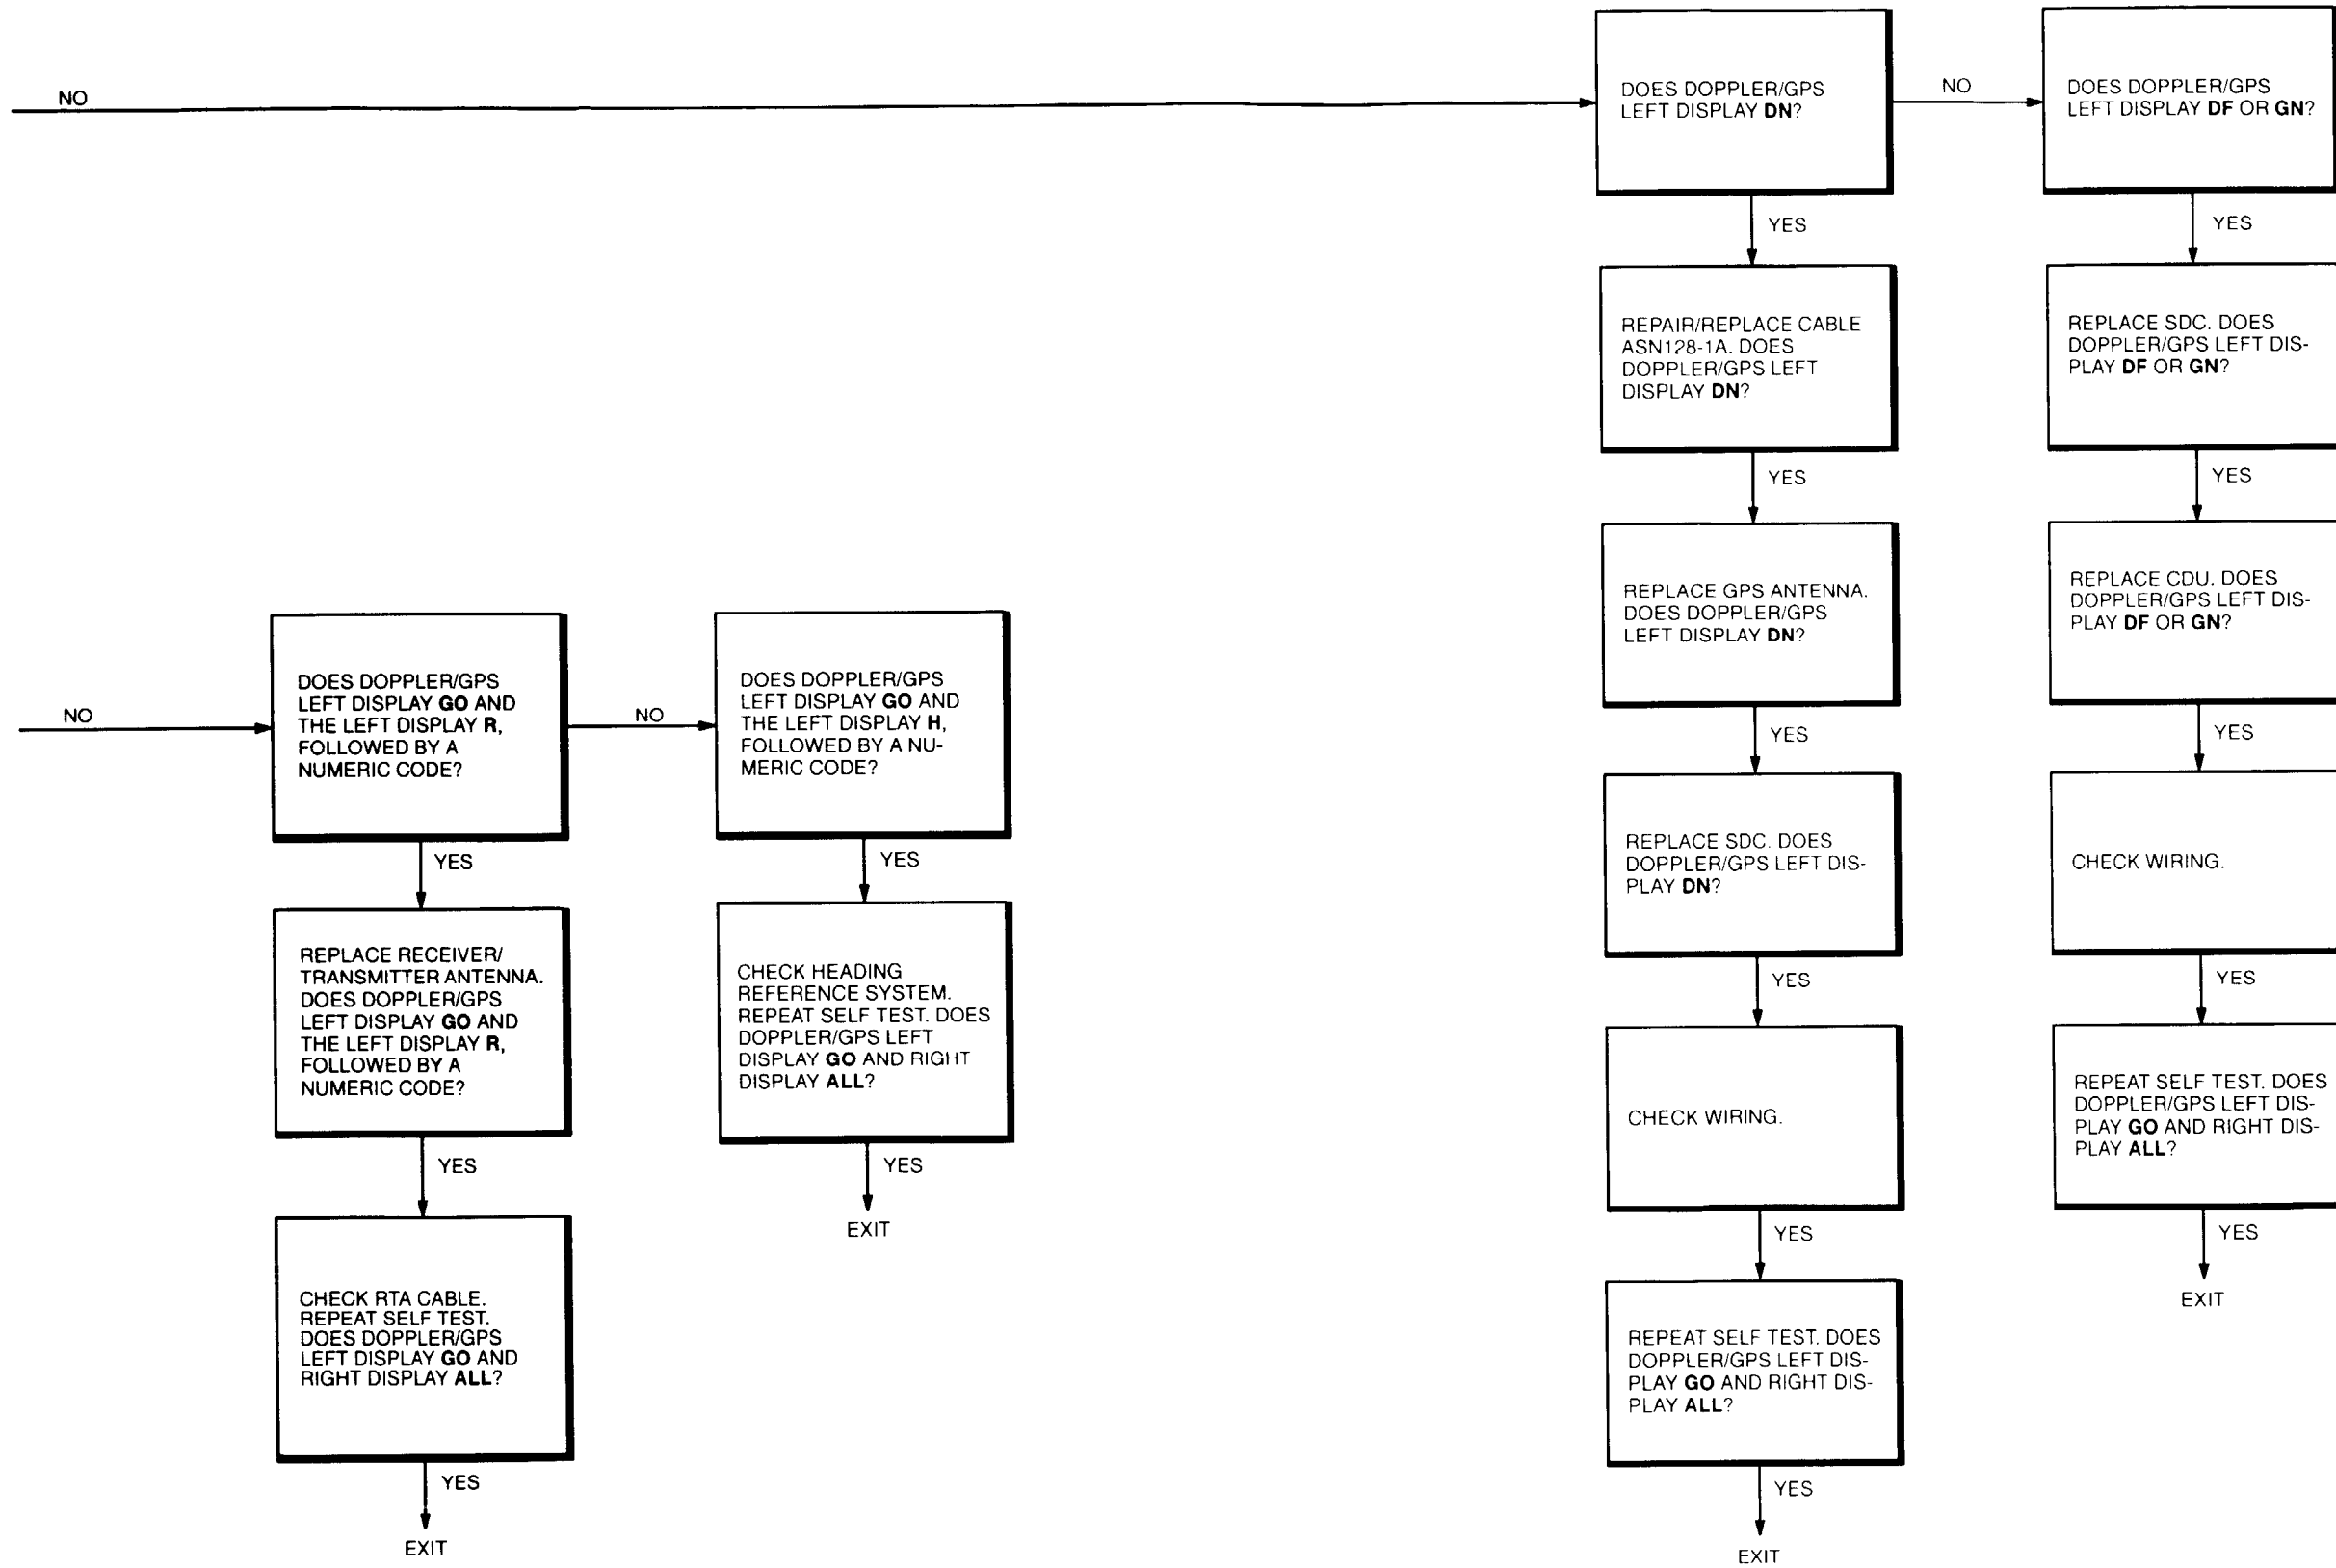 NO
DOES DOPPLER/GPS
LEFT DISPLAY DN?
NO
DOES DOPPLER/GPS
LEFT DISPLAY DF OR GN?
YES
YES
REPAIR/REPLACE CABLE
ASN128-1A. DOES
DOPPLER/GPS LEFT
DISPLAY DN?
REPLACE SDC. DOES
DOPPLER/GPS LEFT DIS-
PLAY DF OR GN?
YES
YES
REPLACE GPS ANTENNA.
DOES DOPPLER/GPS
LEFT DISPLAY DN?
REPLACE CDU. DOES
DOPPLER/GPS LEFT DIS-
PLAY DF OR GN?
YES
YES
REPLACE SDC. DOES
DOPPLER/GPS LEFT DIS-
PLAY DN?
CHECK WIRING.
YES
YES
CHECK WIRING.
REPEAT SELF TEST. DOES
DOPPLER/GPS LEFT DIS-
PLAY GO AND RIGHT DIS-
PLAY ALL?
YES
YES
REPEAT SELF TEST. DOES
DOPPLER/GPS LEFT DIS-
PLAY GO AND RIGHT DIS-
PLAY ALL?
EXIT
YES
EXIT
NO
DOES DOPPLER/GPS
LEFT DISPLAY GO AND
THE LEFT DISPLAY R,
FOLLOWED BY A
NUMERIC CODE?
NO
DOES DOPPLER/GPS
LEFT DISPLAY GO AND
THE LEFT DISPLAY H,
FOLLOWED BY A NU-
MERIC CODE?
YES
YES
REPLACE RECEIVER/
TRANSMITTER ANTENNA.
DOES DOPPLER/GPS
LEFT DISPLAY GO AND
THE LEFT DISPLAY R,
FOLLOWED BY A
NUMERIC CODE?
CHECK HEADING
REFERENCE SYSTEM.
REPEAT SELF TEST. DOES
DOPPLER/GPS LEFT
DISPLAY GO AND RIGHT
DISPLAY ALL?
YES
YES
EXIT
CHECK RTA CABLE.
REPEAT SELF TEST.
DOES DOPPLER/GPS
LEFT DISPLAY GO AND
RIGHT DISPLAY ALL?
YES
EXIT